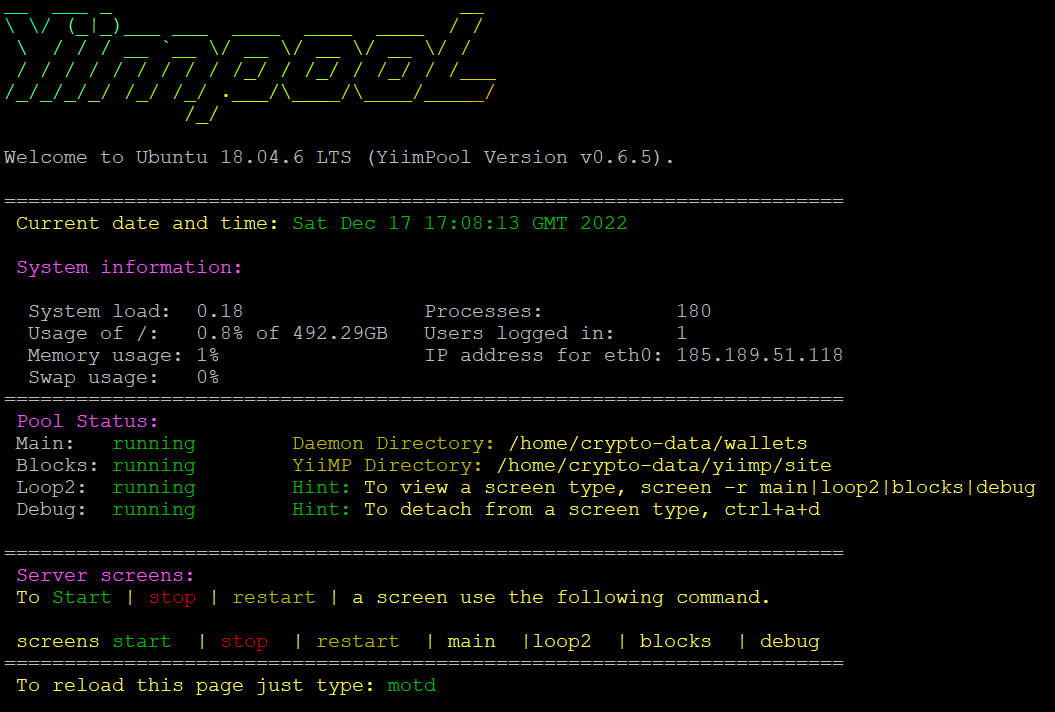 Yiimpool
Welcome to Ubuntu 18.04.6 LTS (YiimPool Version v0.6.5).
======================================================================
Current date and time: Sat Dec 17 17:08:13 GMT 2022
System information:
System load:  0.18                 Processes:           180
Usage of /:   0.8% of 492.29GB   Users logged in:     1
Memory usage: 1%                 IP address for eth0: 185.189.51.118
Swap usage:   0%
======================================================================
Pool Status:
Main:   running        Daemon Directory: /home/crypto-data/wallets
Blocks: running        YiiMP Directory: /home/crypto-data/yiimp/site
Loop2:  running        Hint: To view a screen type, screen -r main|loop2|blocks|debug
Debug:  running        Hint: To detach from a screen type, ctrl+a+d
======================================================================
Server screens:
To Start | stop | restart | a screen use the following command.
screens start  | stop  | restart  | main  |loop2  | blocks  | debug
======================================================================
To reload this page just type: motd